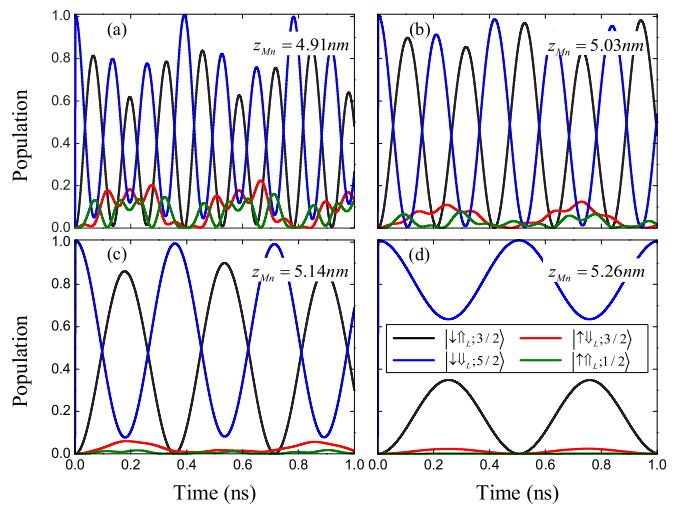 (a)
z_Mn = 4.91nm
(b)
z_Mn = 5.03nm
1.0
0.8
0.6
0.4
0.2
0.0
Population
(c)
z_Mn = 5.14nm
(d)
z_Mn = 5.26nm
|↓⇑_L;3/2⟩
|↑⇓_L;3/2⟩
|↓⇓_L;5/2⟩
|↑⇑_L;1/2⟩
1.0
0.8
0.6
0.4
0.2
0.0
Population
0.0 0.2 0.4 0.6 0.8 1.0
0.0 0.2 0.4 0.6 0.8 1.0
Time (ns)
Time (ns)